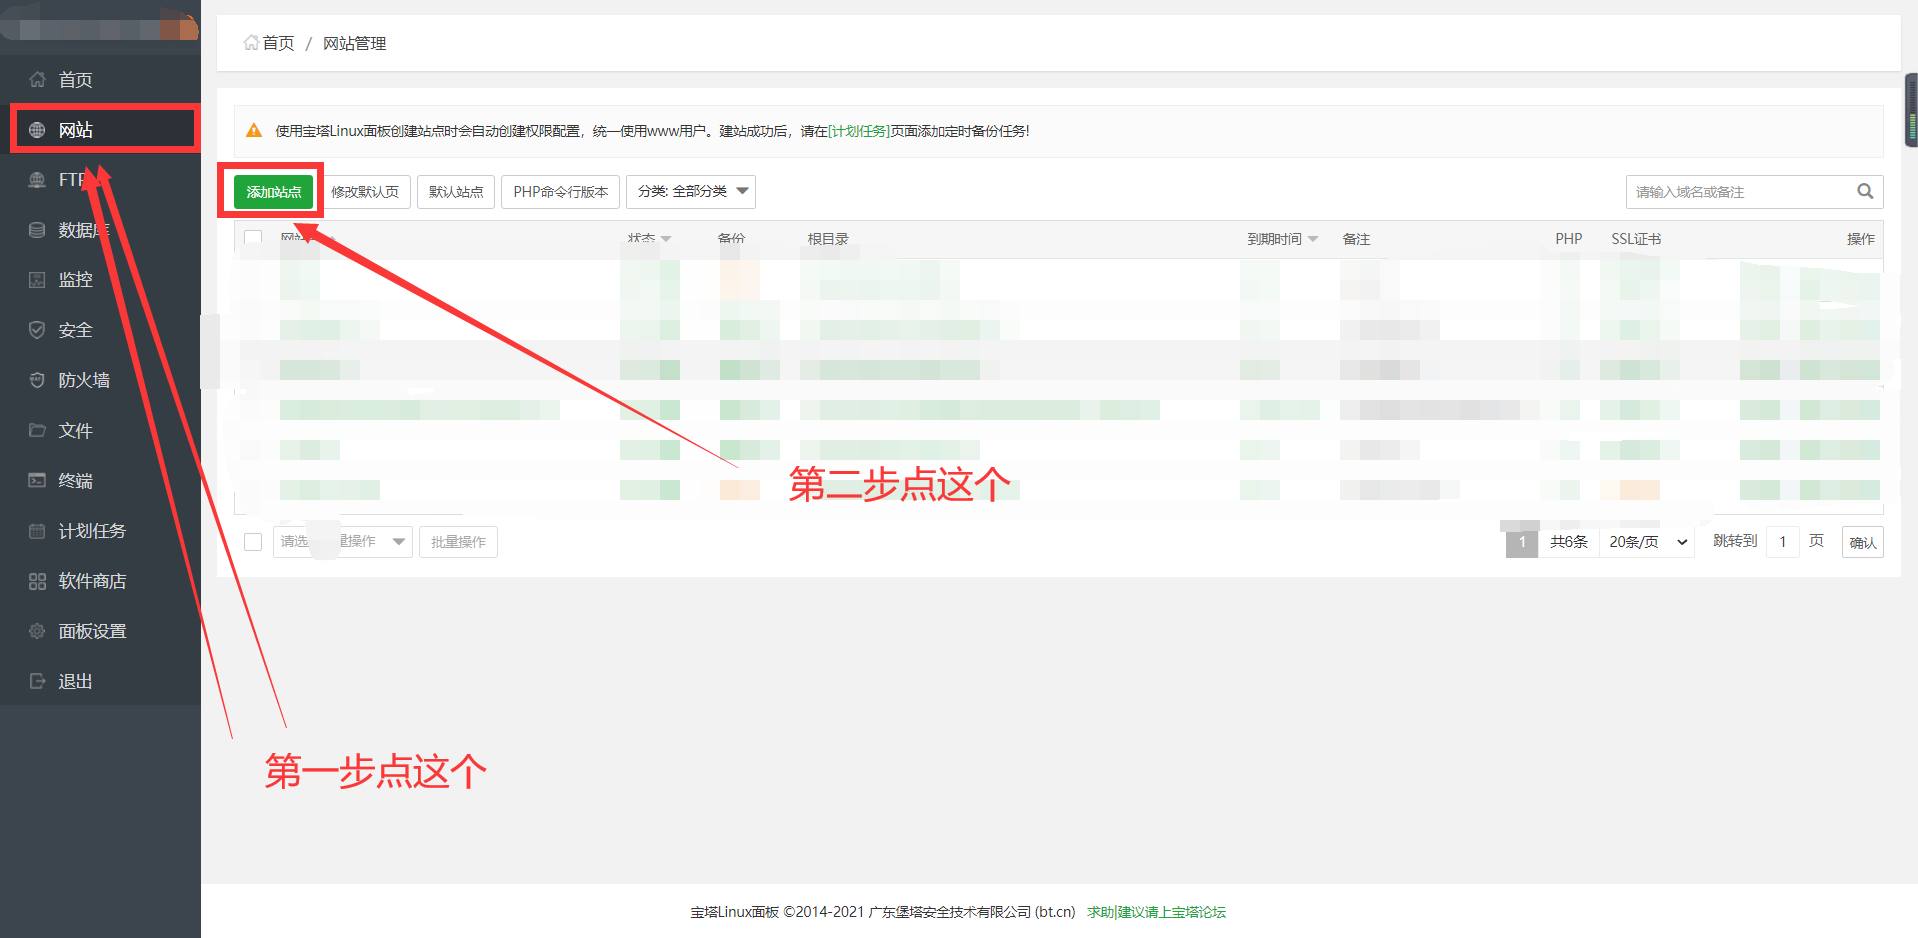 首页
网站
FTP
数据库
监控
安全
防火墙
文件
终端
计划任务
软件商店
面板设置
退出
首页 / 网站管理
使用宝塔Linux面板创建站点时会自动创建权限配置，统一使用www用户。建站成功后，请在[计划任务]页面添加定时备份任务!
添加站点 修改默认页 默认站点 PHP命令行版本 分类: 全部分类 请输入域名或备注
网站 状态 备份 根目录 到期时间 备注 PHP SSL证书 操作
第二步点这个
请选 量操作 批量操作 1 共6条 20条/页 跳转到 1 页 确认
第一步点这个
宝塔Linux面板 ©2014-2021 广东堡塔安全技术有限公司 (bt.cn) 求助|建议请上宝塔论坛